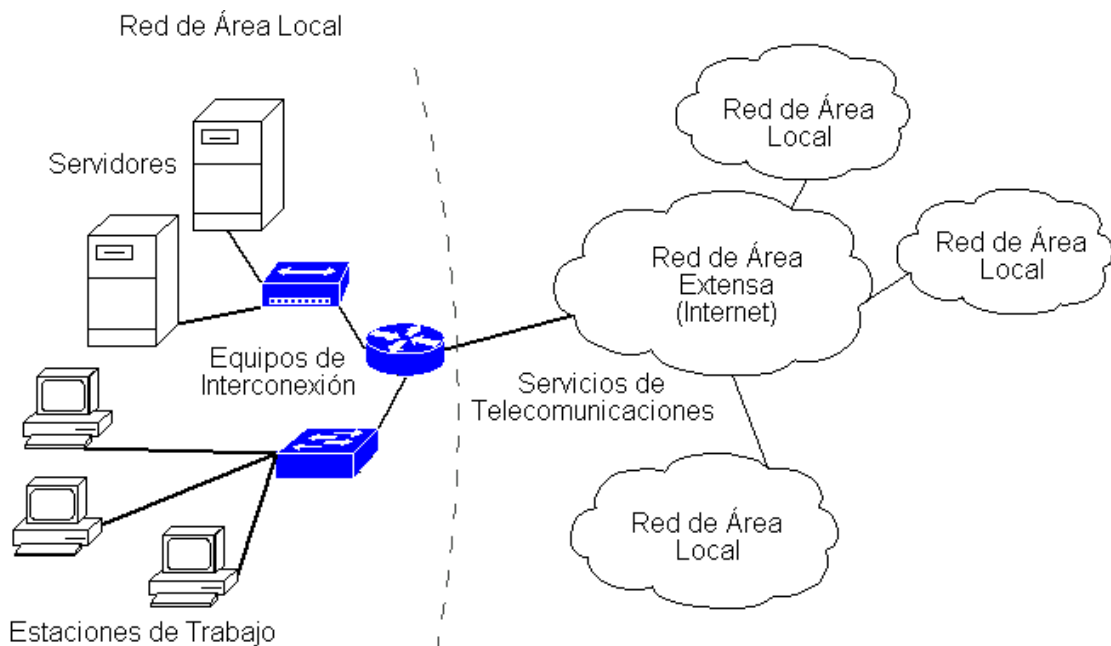 Red de Área Local
Servidores
Equipos de
Interconexión
Estaciones de Trabajo
Red de Área
Local
Red de Área
Extensa
(Internet)
Red de Área
Local
Servicios de
Telecomunicaciones
Red de Área
Local